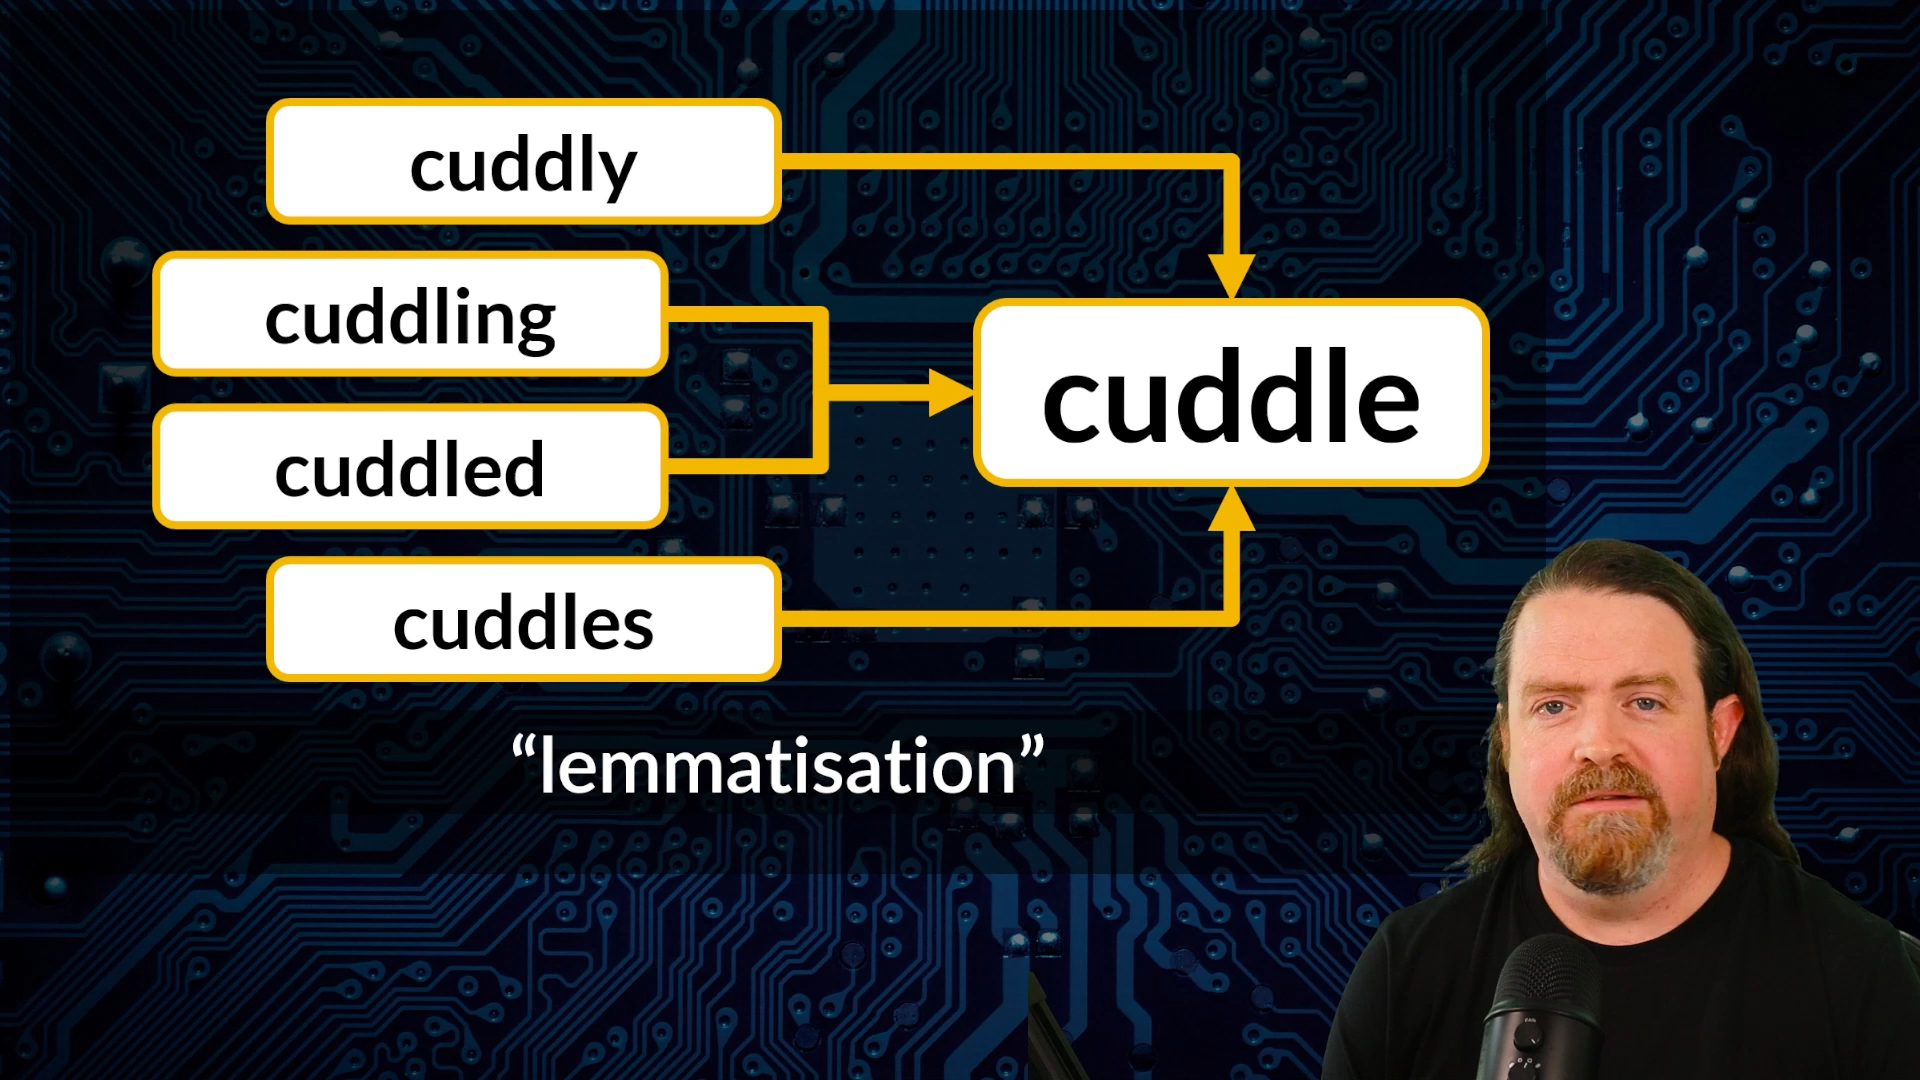 cuddly
cuddling
cuddled
cuddles
cuddle
“lemmatisation”